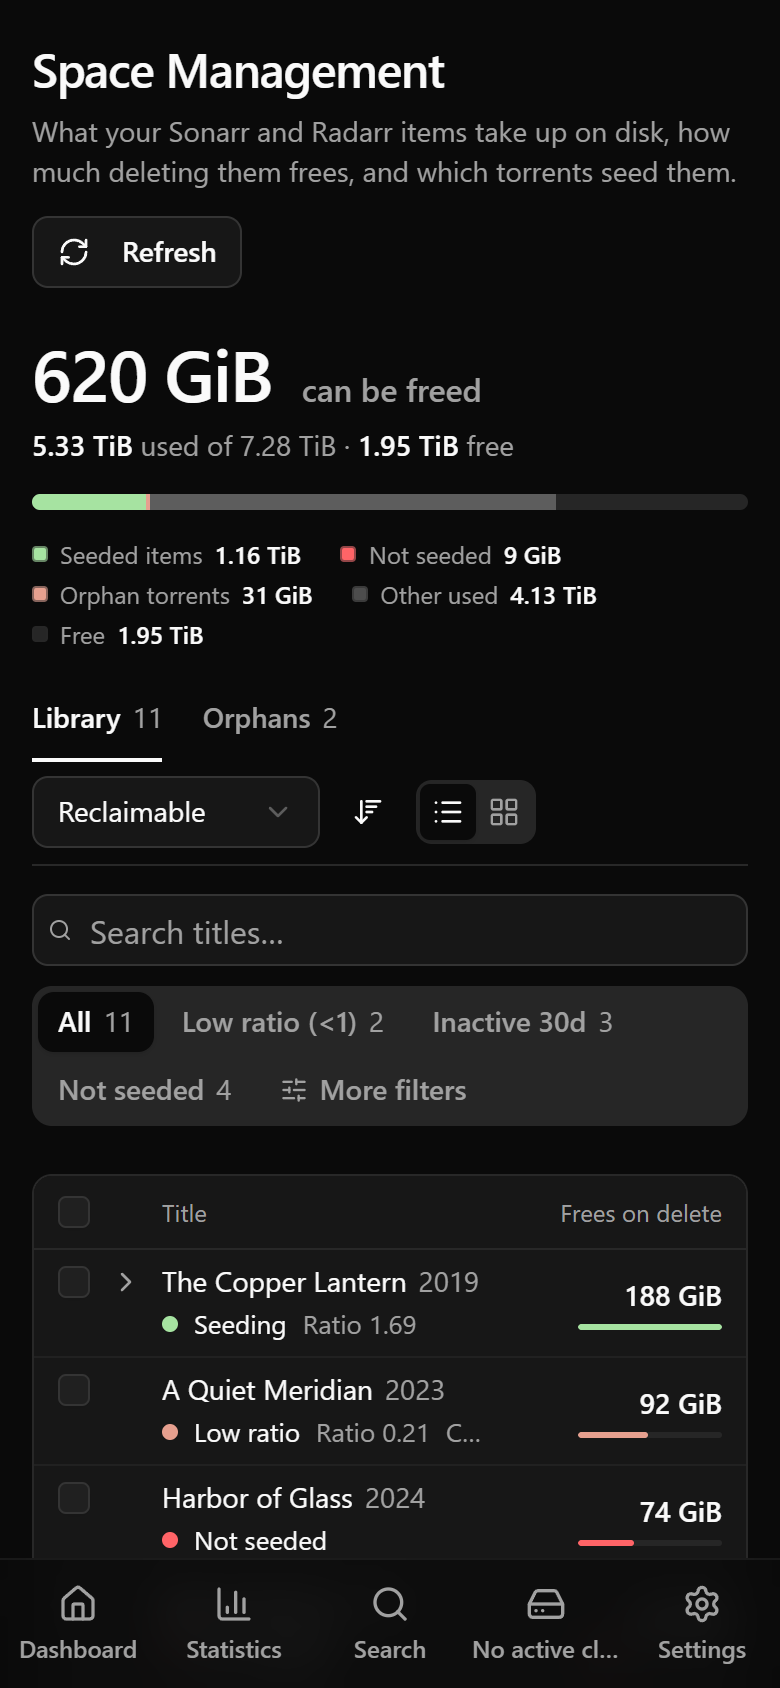 Space Management
What your Sonarr and Radarr items take up on disk, how
much deleting them frees, and which torrents seed them.
Refresh
620 GiB can be freed
5.33 TiB used of 7.28 TiB · 1.95 TiB free
Seeded items 1.16 TiB Not seeded 9 GiB
Orphan torrents 31 GiB Other used 4.13 TiB
Free 1.95 TiB
Library 11 Orphans 2
Reclaimable
Search titles...
All 11 Low ratio (<1) 2 Inactive 30d 3
Not seeded 4 More filters
Title Frees on delete
The Copper Lantern 2019
188 GiB
Seeding Ratio 1.69
A Quiet Meridian 2023
92 GiB
Low ratio Ratio 0.21 C...
Harbor of Glass 2024
74 GiB
Not seeded
Dashboard Statistics Search No active cl... Settings